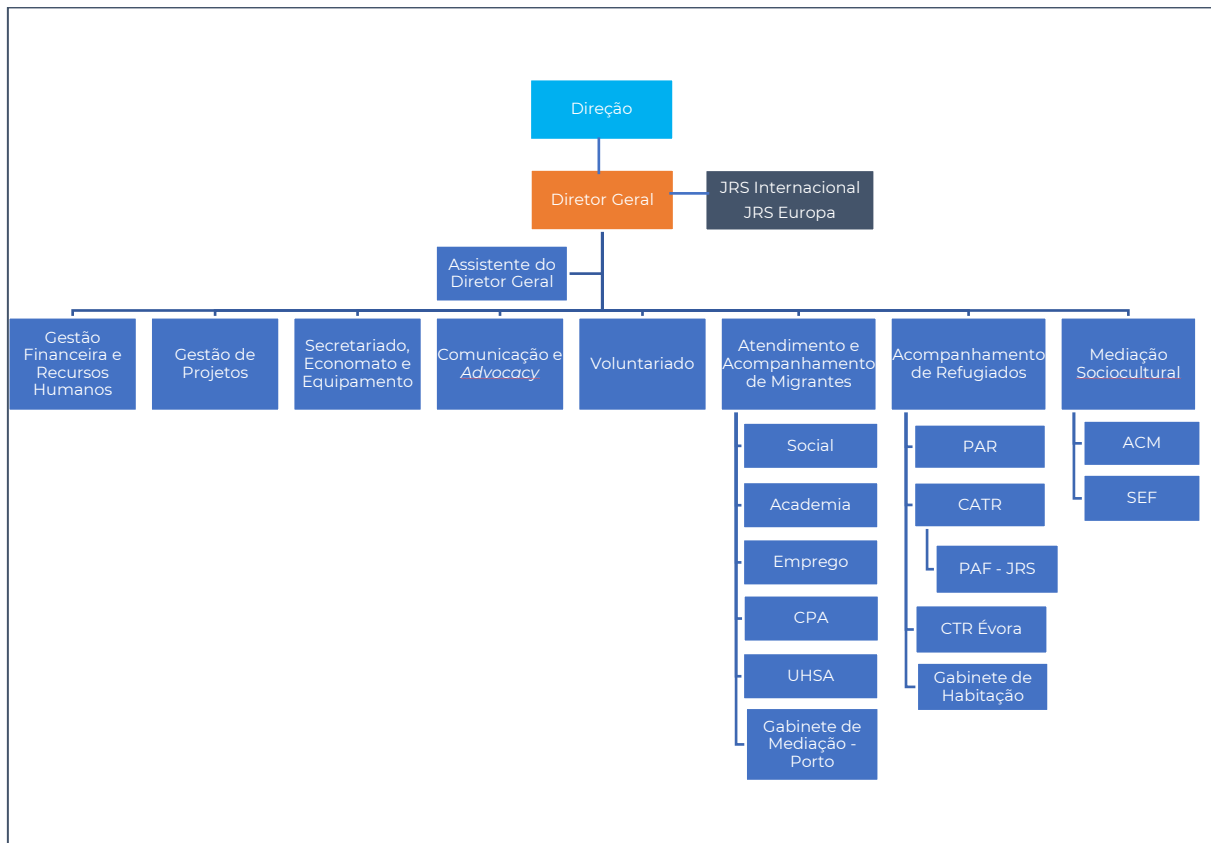 Direção
Diretor Geral
JRS Internacional
JRS Europa
Assistente do
Diretor Geral
Gestão
Financeira e
Recursos
Humanos
Gestão de
Projetos
Secretariado,
Economato e
Equipamento
Comunicação e
Advocacy
Voluntariado
Atendimento e
Acompanhamento
de Migrantes
Acompanhamento
de Refugiados
Mediação
Sociocultural
Social
Academia
Emprego
CPA
UHSA
Gabinete de
Mediação -
Porto
PAR
CATR
PAF - JRS
CTR Évora
Gabinete de
Habitação
ACM
SEF